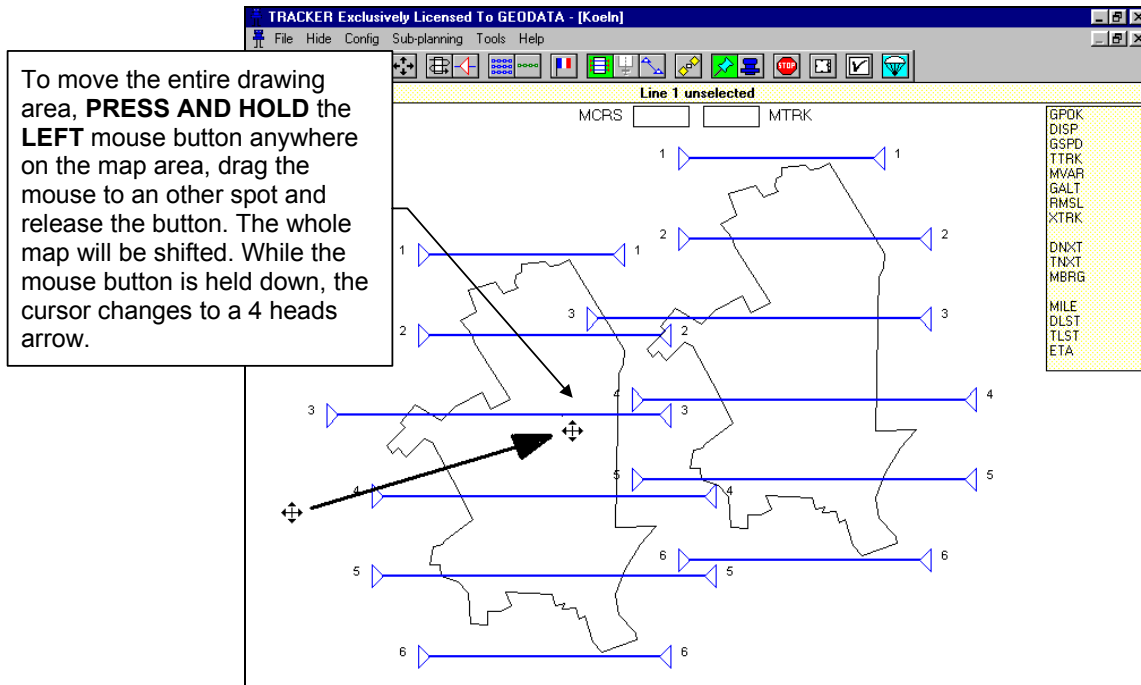 TRACKER Exclusively Licensed To GEODATA - [Koeln]
File Hide Config Sub-planning Tools Help
STOP
To move the entire drawing
area, PRESS AND HOLD the
LEFT mouse button anywhere
on the map area, drag the
mouse to an other spot and
release the button. The whole
map will be shifted. While the
mouse button is held down, the
cursor changes to a 4 heads
arrow.
Line 1 unselected
MCRS MTRK
GPOK
DISP
GSPD
TTRK
MVAR
GALT
RMSL
XTRK
DNXT
TNXT
MBRG
MILE
DLST
TLST
ETA
1 1
2 2
1 1
3 3
2 2
4 4
3 3
5 5
4 4
6 6
5 5
6 6